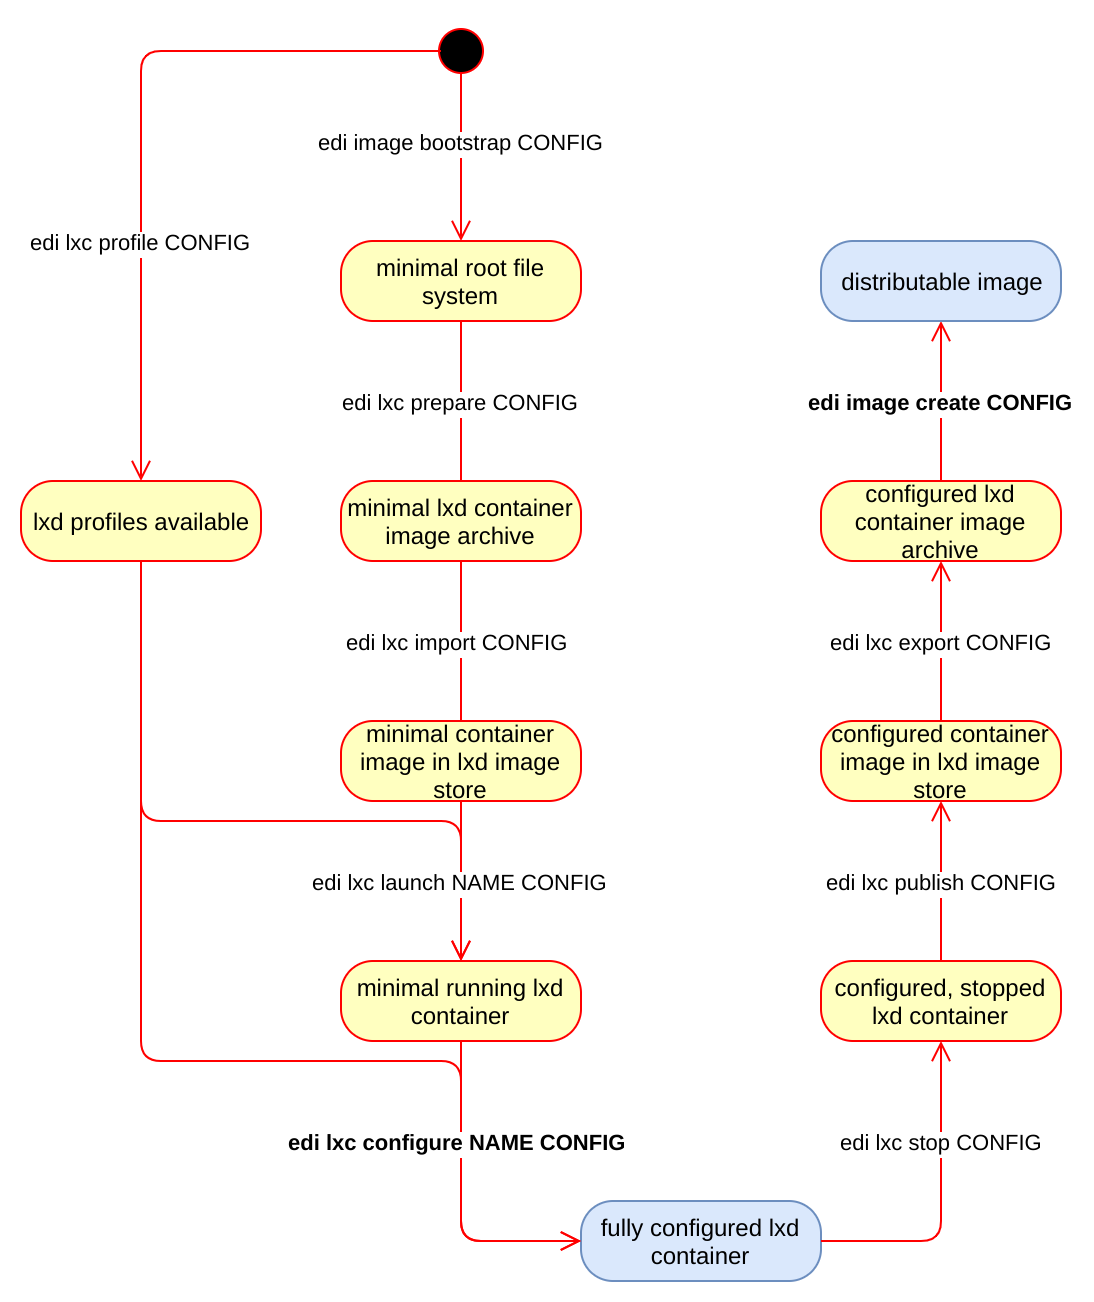 edi image bootstrap CONFIG
edi lxc profile CONFIG
minimal root file
system
distributable image
edi lxc prepare CONFIG
edi image create CONFIG
lxd profiles available
minimal lxd container
image archive
configured lxd
container image
archive
edi lxc import CONFIG
edi lxc export CONFIG
minimal container
image in lxd image
store
configured container
image in lxd image
store
edi lxc launch NAME CONFIG
edi lxc publish CONFIG
minimal running lxd
container
configured, stopped
lxd container
edi lxc configure NAME CONFIG
edi lxc stop CONFIG
fully configured lxd
container